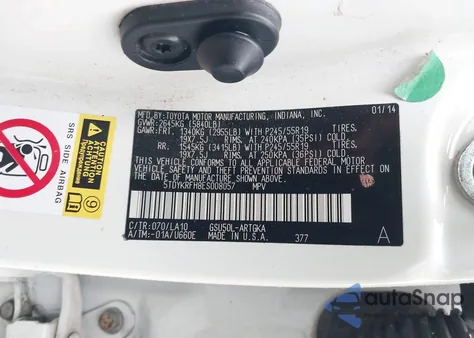 MFD. BY: TOYOTA MOTOR MANUFACTURING, INDIANA, INC. 01/14
GVWR: 2645KG (5840LB)
GAWR: FRT. 1340KG (2955LB) WITH P245/55R19 TIRES,
19X7.5J RIMS, AT 240KPA (35PSI) COLD
RR. 1545KG (3415LB) WITH P245/55R19 TIRES,
19X7.5J RIMS, AT 250KPA (36PSI) COLD
THIS VEHICLE CONFORMS TO ALL APPLICABLE FEDERAL MOTOR
VEHICLE SAFETY AND THEFT PREVENTION STANDARDS IN EFFECT
ON THE DATE OF MANUFACTURE SHOWN ABOVE.
5TDYKRFH8ES008057 MPV
C/TR: 070/LA10 GSU50L-ARTGKA
A/TM: -01A/U660E MADE IN U.S.A. 377 A
SRS SIDE AIRBAG
CAUTION
ACHTUNG
ATTENTION
autoSnap